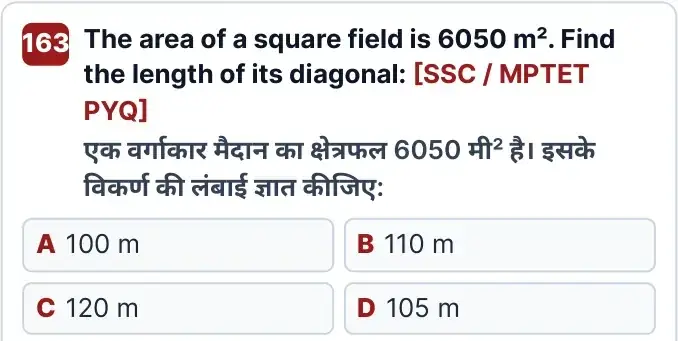 163 The area of a square field is 6050 m². Find
the length of its diagonal: [SSC / MPTET
PYQ]
एक वर्गाकार मैदान का क्षेत्रफल 6050 मी² है। इसके
विकर्ण की लंबाई ज्ञात कीजिए:
A 100 m B 110 m
C 120 m D 105 m